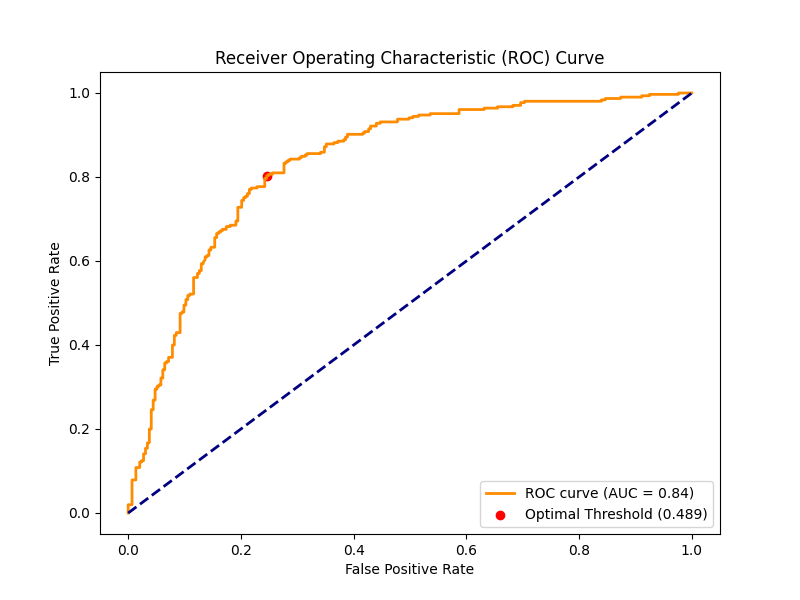 Receiver Operating Characteristic (ROC) Curve
True Positive Rate
1.0
0.8
0.6
0.4
0.2
0.0
0.0 0.2 0.4 0.6 0.8 1.0
False Positive Rate
ROC curve (AUC = 0.84)
Optimal Threshold (0.489)